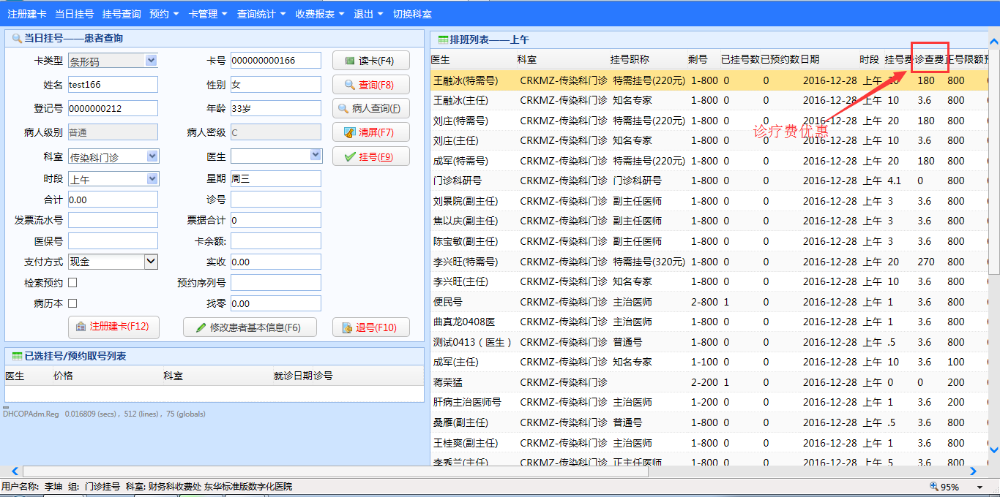 注册建卡 当日挂号 挂号查询 预约 卡管理 查询统计 收费报表 退出 切换科室
当日挂号——患者查询
卡类型 条形码 卡号 000000000166 读卡(F4)
姓名 test166 性别 女 查询(F8)
登记号 0000000212 年龄 33岁 病人查询(F)
病人级别 普通 病人密级 C 清屏(F7)
科室 传染科门诊 医生 挂号(F9)
时段 上午 星期 周三
合计 0.00 诊号
发票流水号 票据合计 0
医保号 卡余额:
支付方式 现金 实收 0.00
检索预约 预约序列号
病历本 找零 0.00
注册建卡(F12) 修改患者基本信息(F6) 退号(F10)
已选挂号/预约取号列表
医生 价格 科室 就诊日期 诊号
DHCOPAdm.Reg 0.016809 (secs) , 512 (lines) , 75 (globals)
排班列表——上午
医生 科室 挂号职称 剩号 已挂号数 已预约数 日期 时段 挂号费 诊查费 正号限额
王融冰(特需号) CRKMZ-传染科门诊 特需挂号(220元) 1-800 0 0 2016-12-28 上午 180 800
王融冰(主任) CRKMZ-传染科门诊 知名专家 1-800 0 0 2016-12-28 上午 10 3.6 800
刘庄(特需号) CRKMZ-传染科门诊 特需挂号(220元) 1-800 0 0 2016-12-28 上午 20 180 800
诊疗费优惠
刘庄(主任) CRKMZ-传染科门诊 知名专家 1-800 0 0 2016-12-28 上午 10 3.6 800
成军(特需号) CRKMZ-传染科门诊 特需挂号(220元) 1-800 0 0 2016-12-28 上午 20 180 800
门诊科研号 CRKMZ-传染科门诊 门诊科研号 1-800 0 0 2016-12-28 上午 4.1 0 800
刘景院(副主任) CRKMZ-传染科门诊 副主任医师 1-800 0 0 2016-12-28 上午 3 3.6 800
焦以庆(副主任) CRKMZ-传染科门诊 副主任医师 1-800 0 0 2016-12-28 上午 3 3.6 800
陈宝敏(副主任) CRKMZ-传染科门诊 副主任医师 1-800 0 0 2016-12-28 上午 3 3.6 800
李兴旺(特需号) CRKMZ-传染科门诊 特需挂号(320元) 1-800 0 0 2016-12-28 上午 20 270 800
李兴旺(主任) CRKMZ-传染科门诊 知名专家 1-800 0 0 2016-12-28 上午 10 3.6 800
便民号 CRKMZ-传染科门诊 主治医师 2-800 1 0 2016-12-28 上午 1 3.6 800
曲真龙0408医 CRKMZ-传染科门诊 主治医师 1-800 0 0 2016-12-28 上午 1 3.6 800
测试0413（医生） CRKMZ-传染科门诊 普通号 1-800 0 0 2016-12-28 上午 .5 3.6 800
成军(主任) CRKMZ-传染科门诊 知名专家 1-100 0 0 2016-12-28 上午 10 3.6 100
蒋荣猛 CRKMZ-传染科门诊 2-200 1 0 2016-12-28 上午 0 0 200
肝病主治医师号 CRKMZ-传染科门诊 主治医师 1-200 0 0 2016-12-28 上午 1 3.6 200
桑雁(副主任) CRKMZ-传染科门诊 普通号 1-800 0 0 2016-12-28 上午 .5 3.6 800
王桂爽(副主任) CRKMZ-传染科门诊 主治医师 1-800 0 0 2016-12-28 上午 1 3.6 800
李秀兰(主任) CRKMZ-传染科门诊 正主任医师 1-800 0 0 2016-12-28 上午 5 3.6 800
用户名称: 李坤 组: 门诊挂号 科室: 财务科收费处 东华标准版数字化医院
95%